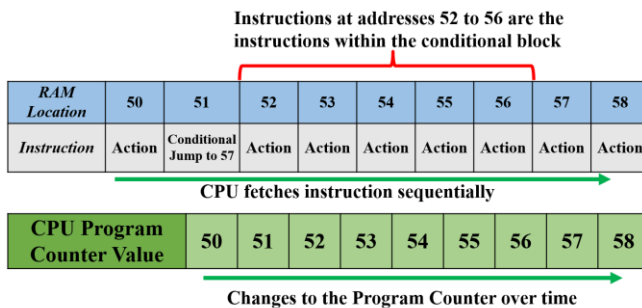 Instructions at addresses 52 to 56 are the
instructions within the conditional block
RAM Location 50 51 52 53 54 55 56 57 58
Instruction Action Conditional Jump to 57 Action Action Action Action Action Action Action
CPU fetches instruction sequentially
CPU Program Counter Value 50 51 52 53 54 55 56 57 58
Changes to the Program Counter over time